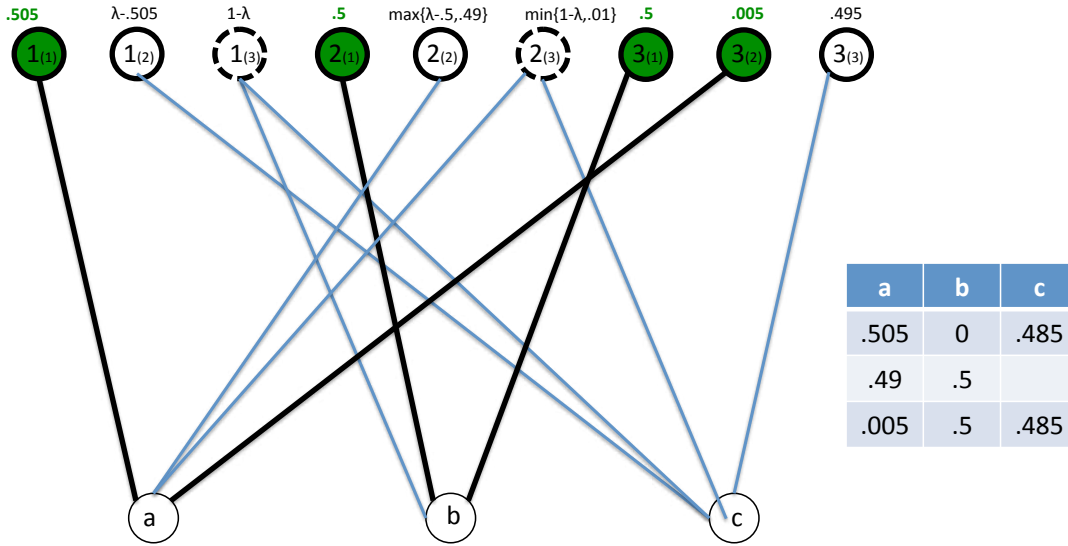 .505 λ-.505 1-λ .5 max{λ-.5,.49} min{1-λ,.01} .5 .005 .495
1(1) 1(2) 1(3) 2(1) 2(2) 2(3) 3(1) 3(2) 3(3)
a b c
.505 0 .485
.49 .5
.005 .5 .485
a b c